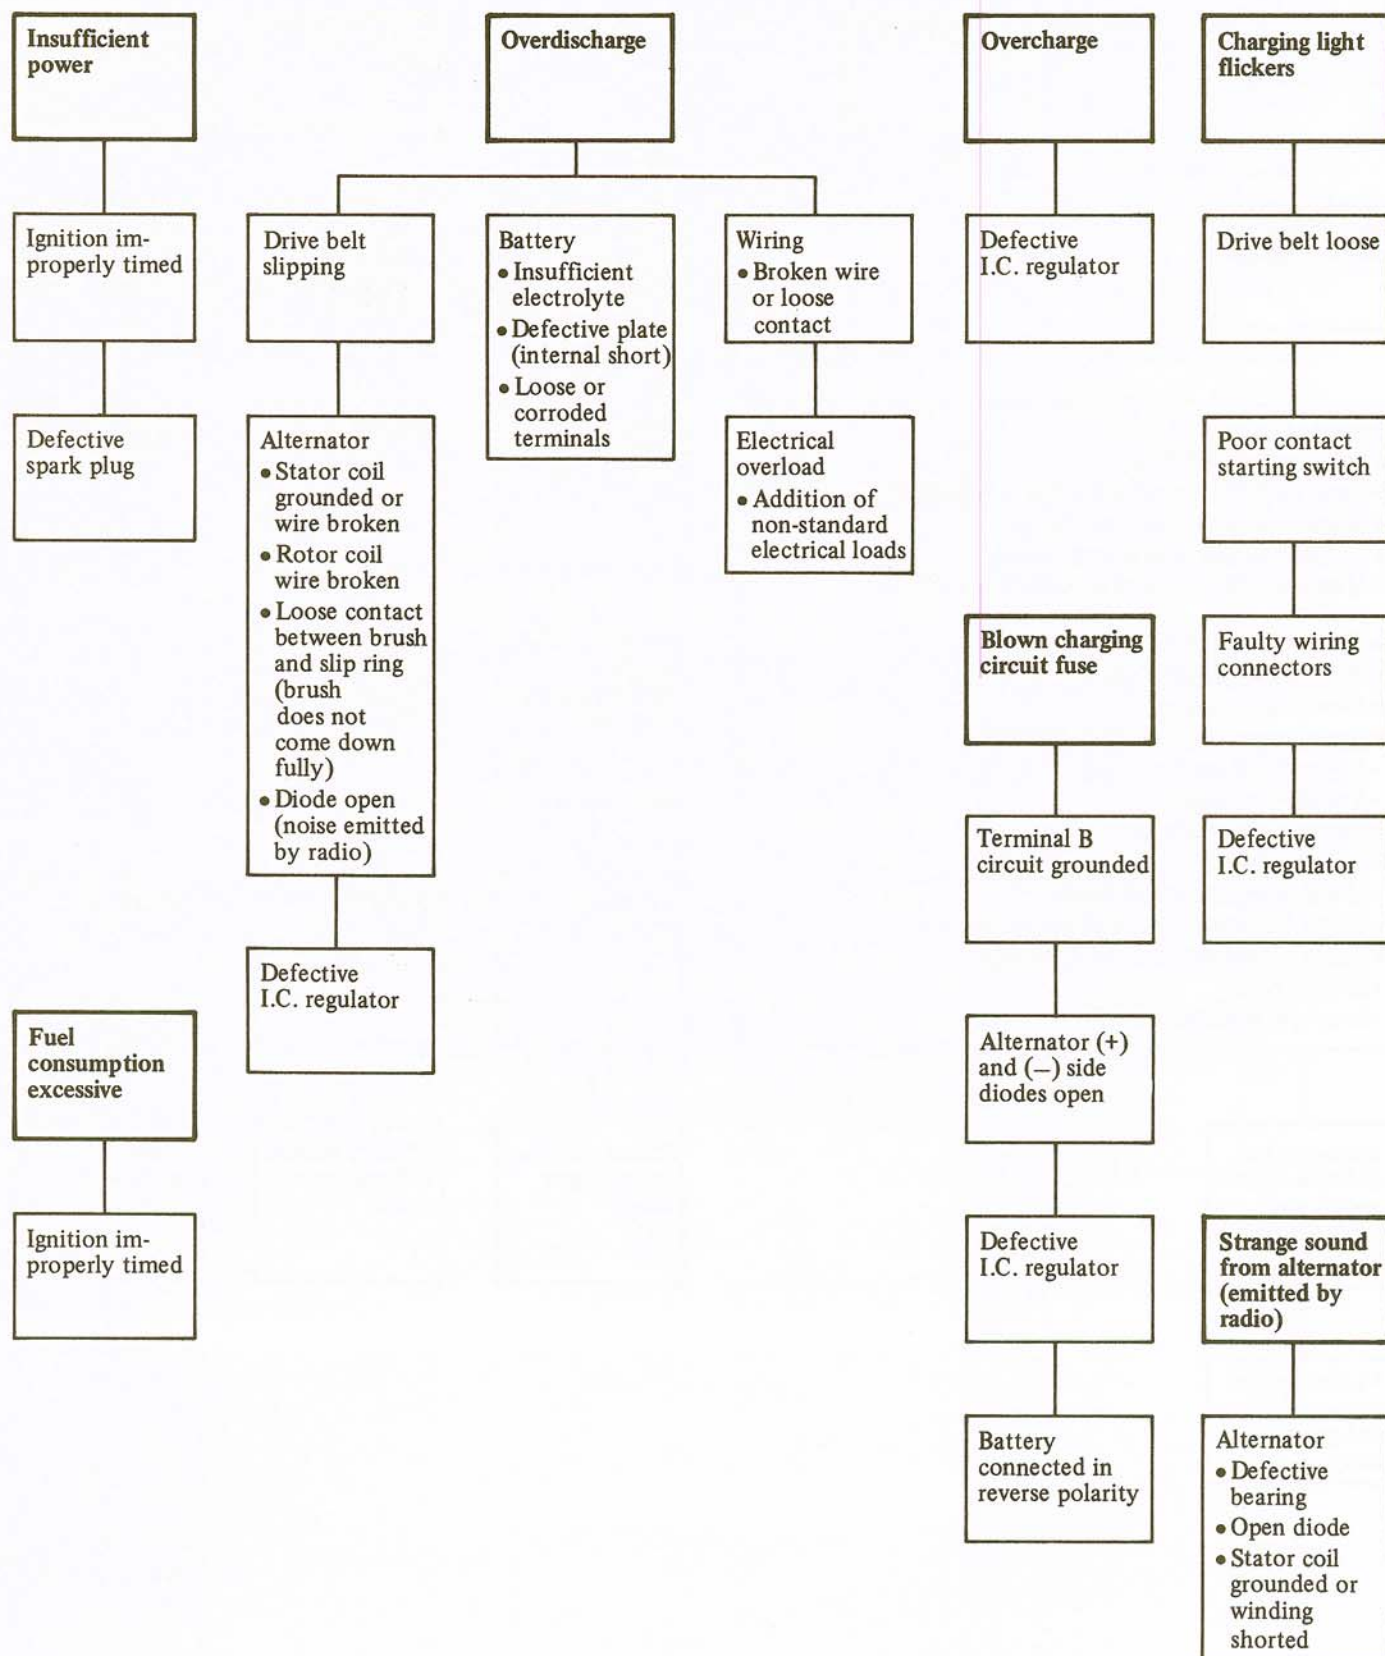 Insufficient
power
Ignition im-
properly timed
Defective
spark plug
Fuel
consumption
excessive
Ignition im-
properly timed
Overdischarge
Drive belt
slipping
Alternator
• Stator coil
grounded or
wire broken
• Rotor coil
wire broken
• Loose contact
between brush
and slip ring
(brush
does not
come down
fully)
• Diode open
(noise emitted
by radio)
Defective
I.C. regulator
Battery
• Insufficient
electrolyte
• Defective plate
(internal short)
• Loose or
corroded
terminals
Wiring
• Broken wire
or loose
contact
Electrical
overload
• Addition of
non-standard
electrical loads
Overcharge
Defective
I.C. regulator
Blown charging
circuit fuse
Terminal B
circuit grounded
Alternator (+)
and (—) side
diodes open
Defective
I.C. regulator
Battery
connected in
reverse polarity
Charging light
flickers
Drive belt loose
Poor contact
starting switch
Faulty wiring
connectors
Defective
I.C. regulator
Strange sound
from alternator
(emitted by
radio)
Alternator
• Defective
bearing
• Open diode
• Stator coil
grounded or
winding
shorted